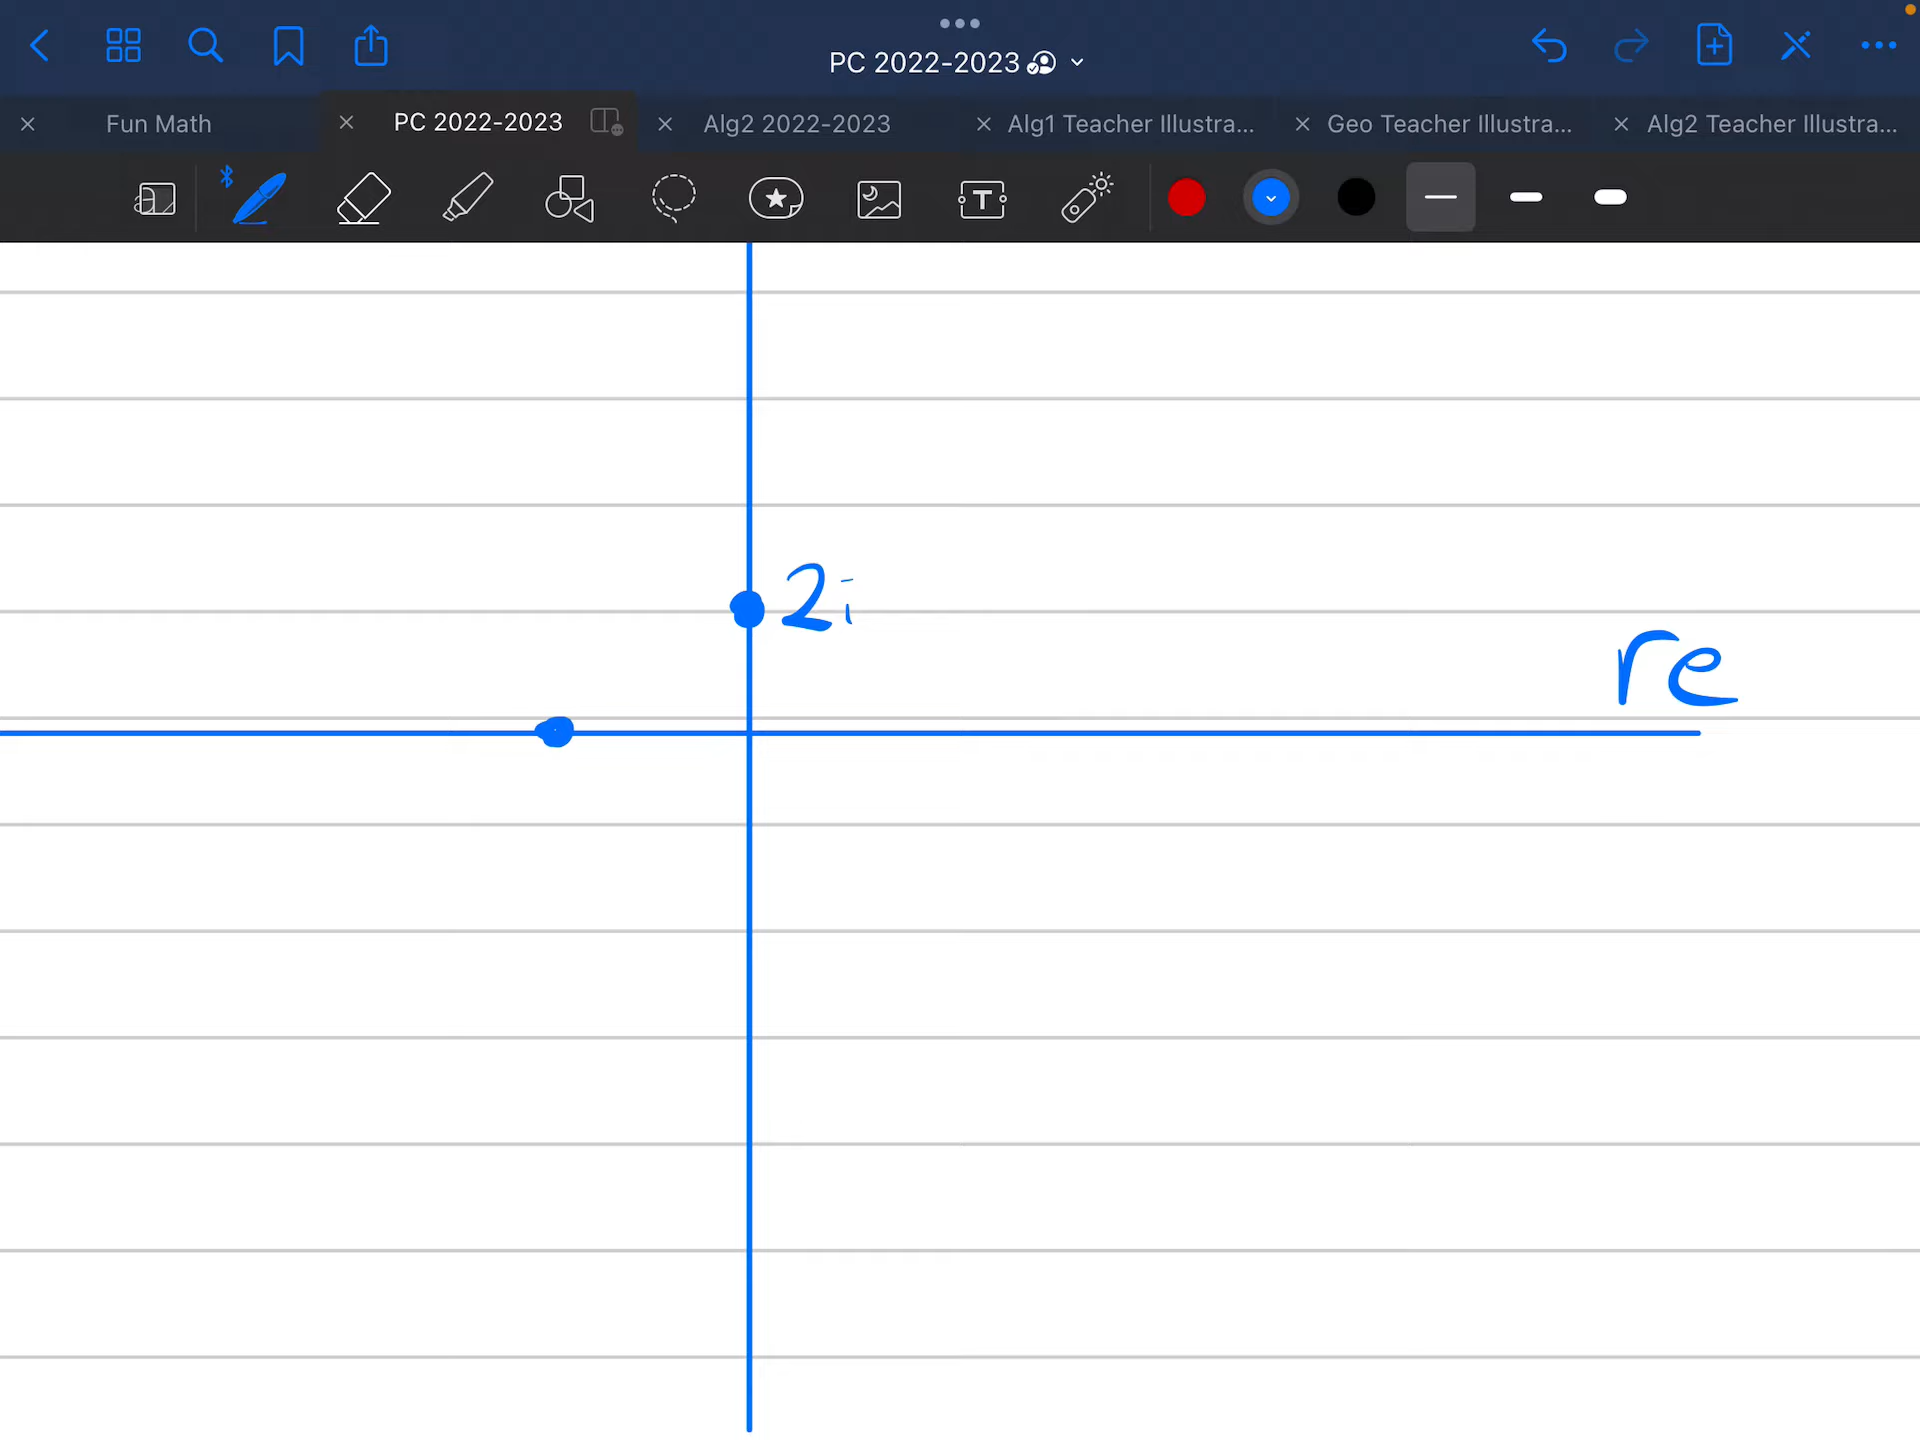 PC 2022-2023
Fun Math
PC 2022-2023
Alg2 2022-2023
Alg1 Teacher Illustra...
Geo Teacher Illustra...
Alg2 Teacher Illustra...
2i
re